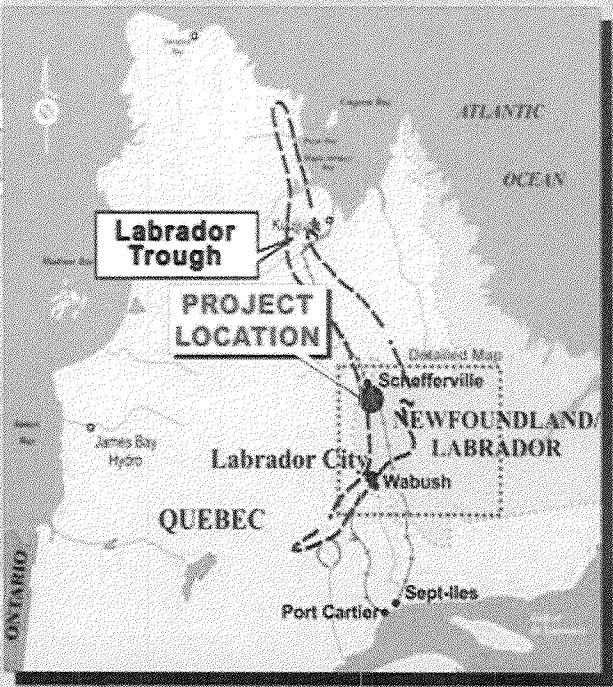 ATLANTIC
OCEAN
Labrador
Trough
PROJECT
LOCATION
Detailed Map
Schefferville
NEWFOUNDLAND/
LABRADOR
James Bay
Hydro
Labrador City
Wabush
QUEBEC
ONTARIO
Sept-Iles
Port Cartier